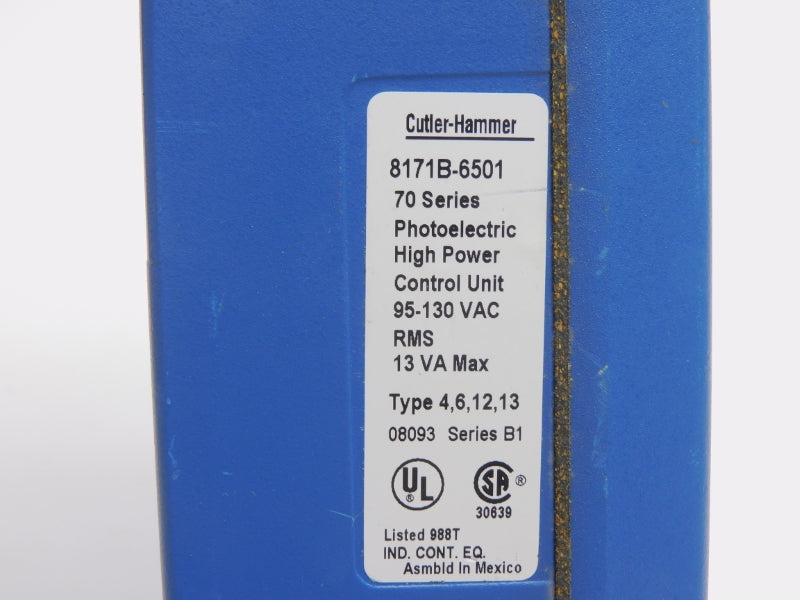 Cutler-Hammer
8171B-6501
70 Series
Photoelectric
High Power
Control Unit
95-130 VAC
RMS
13 VA Max
Type 4,6,12,13
08093 Series B1
UL ® SA ®
30639
Listed 988T
IND. CONT. EQ.
Asmbld In Mexico